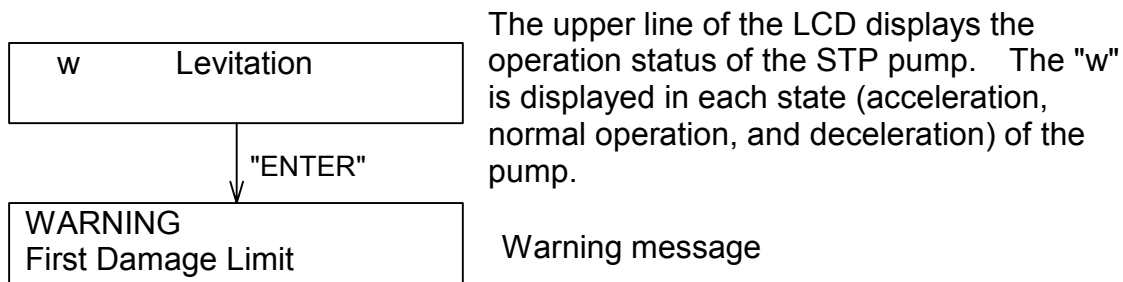 w Levitation
"ENTER"
WARNING
First Damage Limit
The upper line of the LCD displays the
operation status of the STP pump. The "w"
is displayed in each state (acceleration,
normal operation, and deceleration) of the
pump.
Warning message